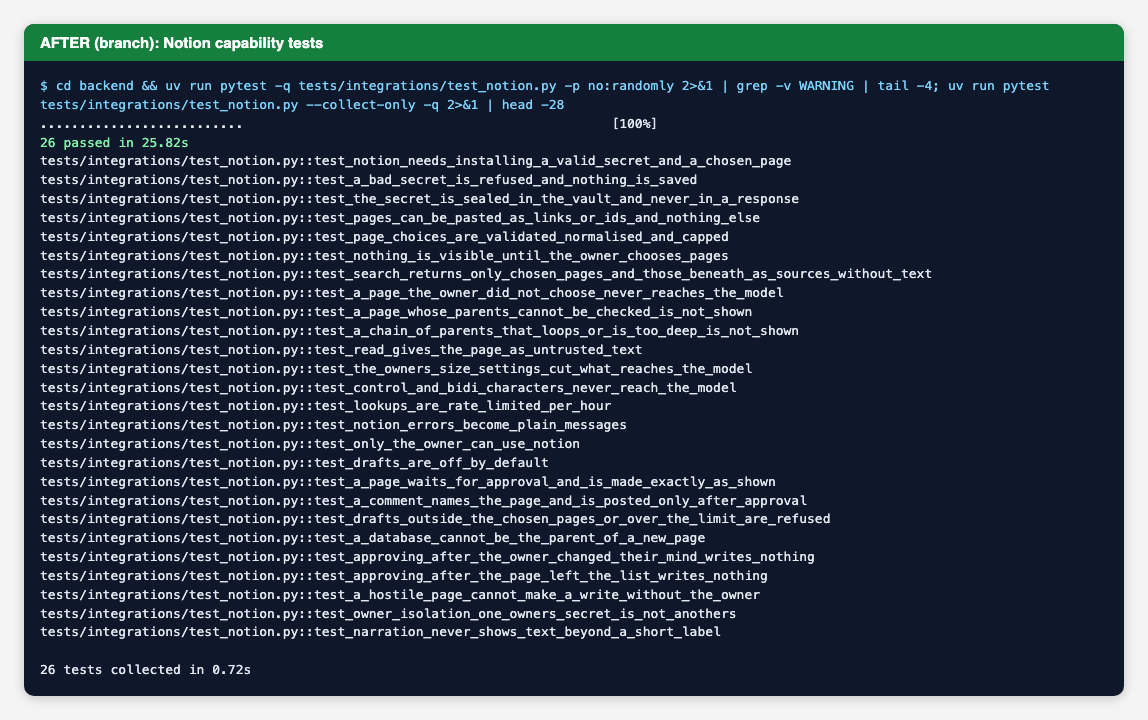 AFTER (branch): Notion capability tests
$ cd backend && uv run pytest -q tests/integrations/test_notion.py -p no:randomly 2>&1 | grep -v WARNING | tail -4; uv run pytest
tests/integrations/test_notion.py --collect-only -q 2>&1 | head -28
.......................... [100%]
26 passed in 25.82s
tests/integrations/test_notion.py::test_notion_needs_installing_a_valid_secret_and_a_chosen_page
tests/integrations/test_notion.py::test_a_bad_secret_is_refused_and_nothing_is_saved
tests/integrations/test_notion.py::test_the_secret_is_sealed_in_the_vault_and_never_in_a_response
tests/integrations/test_notion.py::test_pages_can_be_pasted_as_links_or_ids_and_nothing_else
tests/integrations/test_notion.py::test_page_choices_are_validated_normalised_and_capped
tests/integrations/test_notion.py::test_nothing_is_visible_until_the_owner_chooses_pages
tests/integrations/test_notion.py::test_search_returns_only_chosen_pages_and_those_beneath_as_sources_without_text
tests/integrations/test_notion.py::test_a_page_the_owner_did_not_choose_never_reaches_the_model
tests/integrations/test_notion.py::test_a_page_whose_parents_cannot_be_checked_is_not_shown
tests/integrations/test_notion.py::test_a_chain_of_parents_that_loops_or_is_too_deep_is_not_shown
tests/integrations/test_notion.py::test_read_gives_the_page_as_untrusted_text
tests/integrations/test_notion.py::test_the_owners_size_settings_cut_what_reaches_the_model
tests/integrations/test_notion.py::test_control_and_bidi_characters_never_reach_the_model
tests/integrations/test_notion.py::test_lookups_are_rate_limited_per_hour
tests/integrations/test_notion.py::test_notion_errors_become_plain_messages
tests/integrations/test_notion.py::test_only_the_owner_can_use_notion
tests/integrations/test_notion.py::test_drafts_are_off_by_default
tests/integrations/test_notion.py::test_a_page_waits_for_approval_and_is_made_exactly_as_shown
tests/integrations/test_notion.py::test_a_comment_names_the_page_and_is_posted_only_after_approval
tests/integrations/test_notion.py::test_drafts_outside_the_chosen_pages_or_over_the_limit_are_refused
tests/integrations/test_notion.py::test_a_database_cannot_be_the_parent_of_a_new_page
tests/integrations/test_notion.py::test_approving_after_the_owner_changed_their_mind_writes_nothing
tests/integrations/test_notion.py::test_approving_after_the_page_left_the_list_writes_nothing
tests/integrations/test_notion.py::test_a_hostile_page_cannot_make_a_write_without_the_owner
tests/integrations/test_notion.py::test_owner_isolation_one_owners_secret_is_not_anothers
tests/integrations/test_notion.py::test_narration_never_shows_text_beyond_a_short_label
26 tests collected in 0.72s